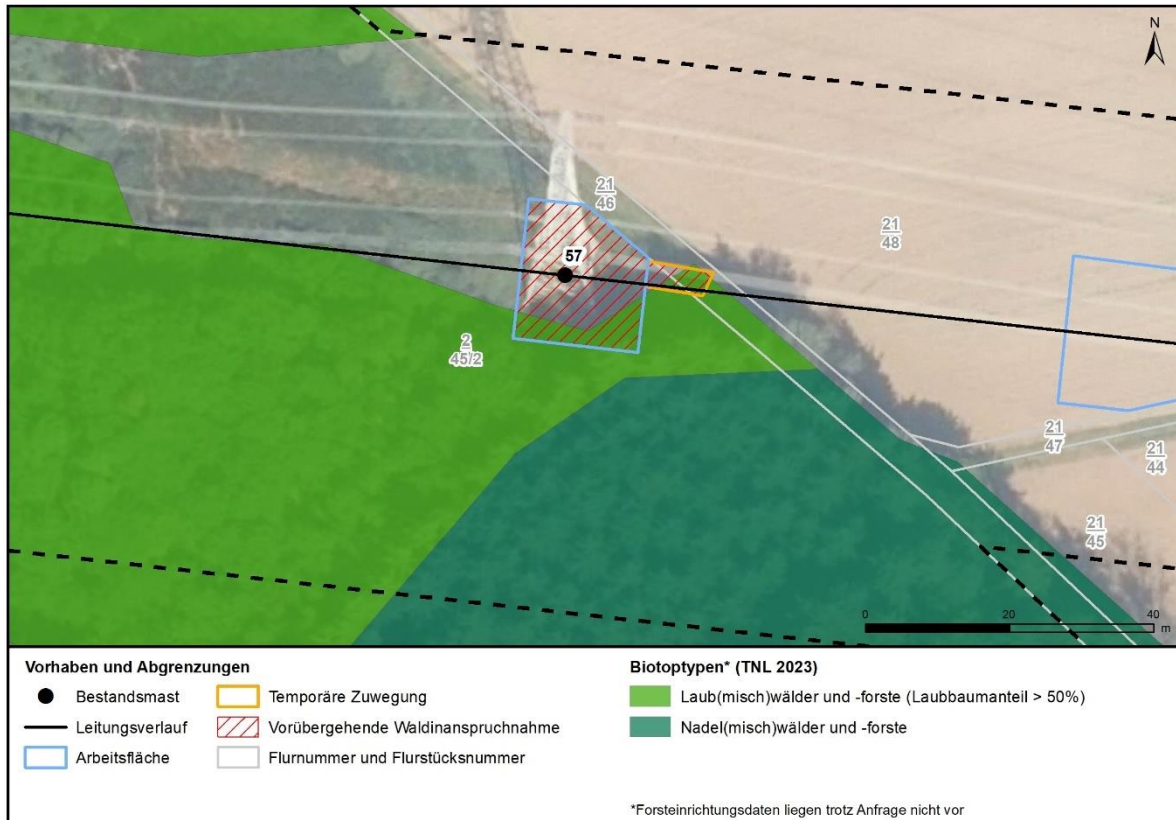 N
21
46
21
48
57
2
45/2
21
47
21
44
21
45
0 20 40
m
Vorhaben und Abgrenzungen
Bestandsmast
Leitungsverlauf
Arbeitsfläche
Temporäre Zuwegung
Vorübergehende Waldinanspruchnahme
Flurnummer und Flurstücksnummer
Biotoptypen* (TNL 2023)
Laub(misch)wälder und -forste (Laubbaumanteil > 50%)
Nadel(misch)wälder und -forste
*Forsteinrichtungsdaten liegen trotz Anfrage nicht vor